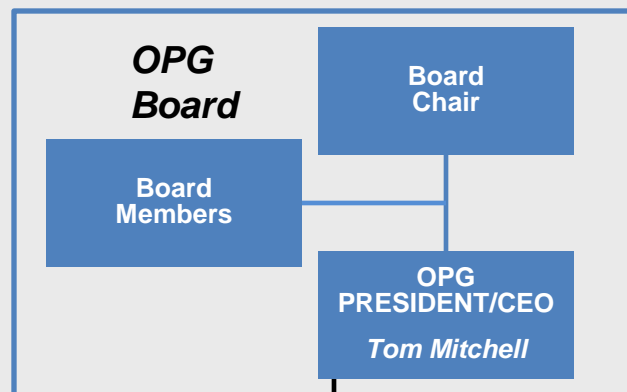 OPG
Board
Board
Chair
Board
Members
OPG
PRESIDENT/CEO
Tom Mitchell